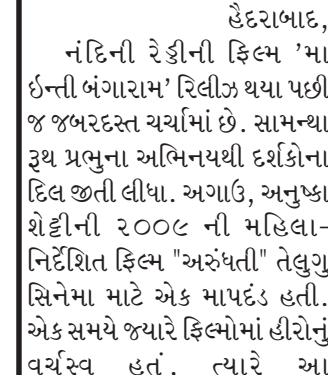 હૈદરાબાદ,
નંદિની રેડ્ડીની ફિલ્મ 'મા
ઇન્તી બંગારામ' રિલીઝ થયા પછી
જ જબરદસ્ત ચર્ચામાં છે. સામન્થા
રૂથ પ્રભુના અભિનયથી દર્શકોના
દિલ જીતી લીધા. અગાઉ, અનુષ્કા
શેટ્ટીની ૨૦૦૯ ની મહિલા-
નિર્દેશિત ફિલ્મ "અરુંધતી" તેલુગુ
સિનેમા માટે એક માપદંડ હતી.
એક સમયે જ્યારે ફિલ્મોમાં હીરોનું
વર્ચસ્વ હતું, ત્યારે આ